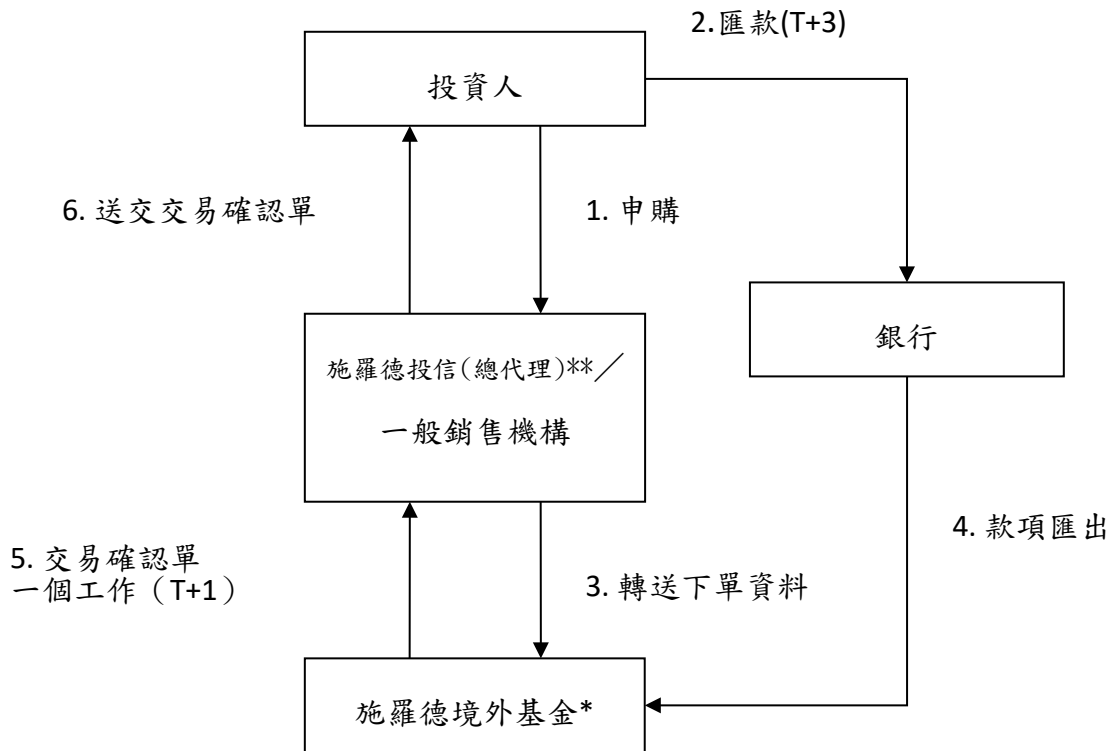 2.匯款(T+3)
投資人
6. 送交交易確認單
1. 申購
銀行
施羅德投信(總代理)**／
一般銷售機構
4. 款項匯出
5. 交易確認單
一個工作（T+1）
3. 轉送下單資料
施羅德境外基金*